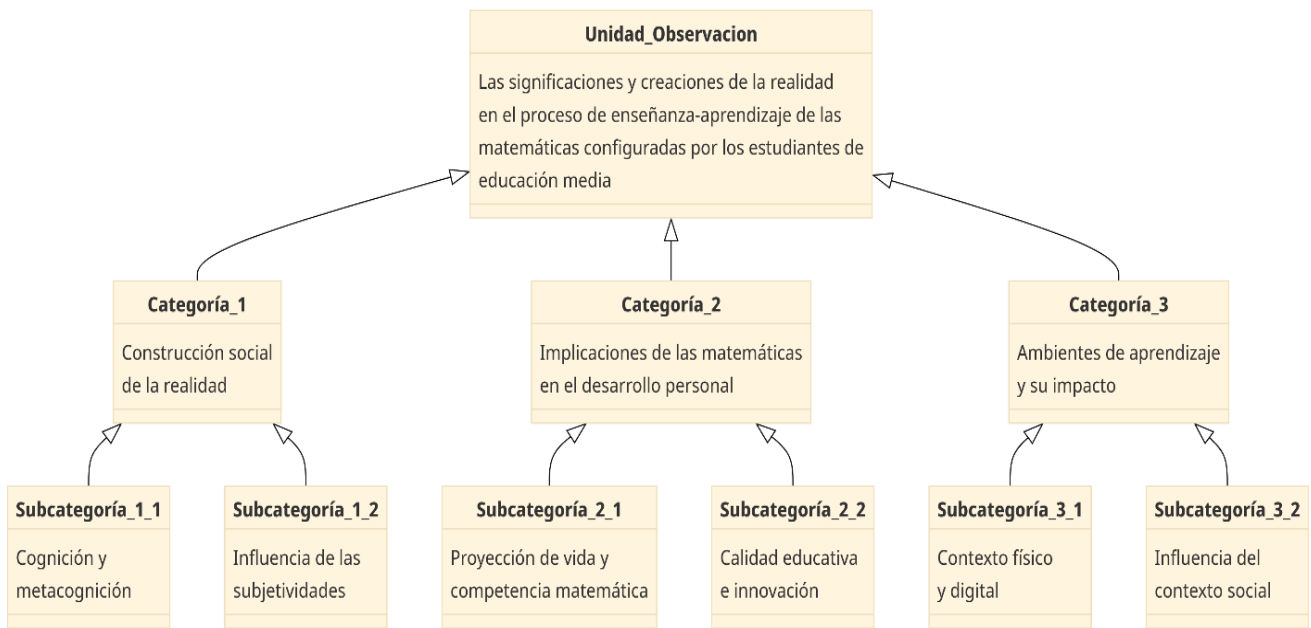 Unidad_Observacion
Las significaciones y creaciones de la realidad
en el proceso de enseñanza-aprendizaje de las
matemáticas configuradas por los estudiantes de
educación media
Categoría_1
Construcción social
de la realidad
Categoría_2
Implicaciones de las matemáticas
en el desarrollo personal
Categoría_3
Ambientes de aprendizaje
y su impacto
Subcategoría_1_1
Cognición y
metacognición
Subcategoría_1_2
Influencia de las
subjetividades
Subcategoría_2_1
Proyección de vida y
competencia matemática
Subcategoría_2_2
Calidad educativa
e innovación
Subcategoría_3_1
Contexto físico
y digital
Subcategoría_3_2
Influencia del
contexto social